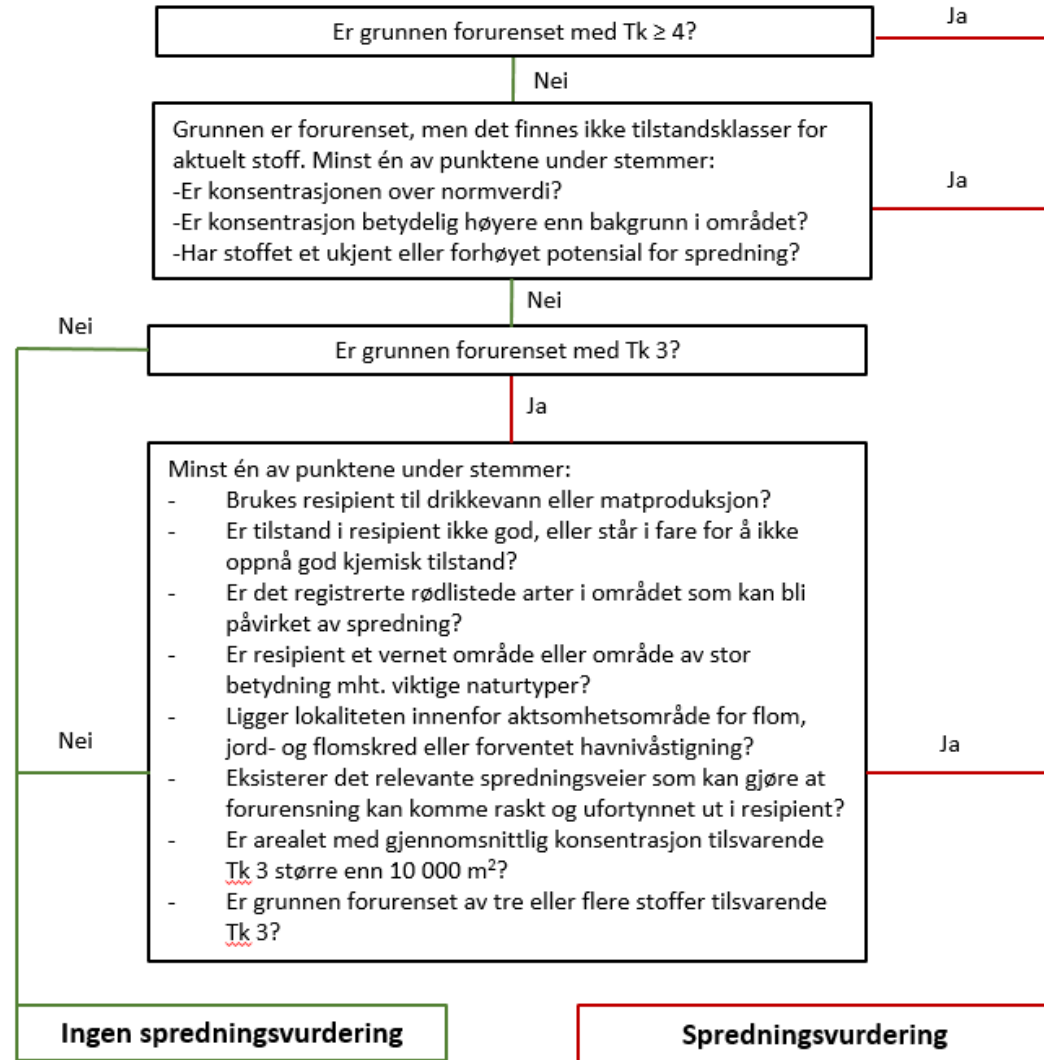 Er grunnen forurenset med Tk ≥ 4?
Ja
Nei
Grunnen er forurenset, men det finnes ikke tilstandsklasser for
aktuelt stoff. Minst én av punktene under stemmer:
-Er konsentrasjonen over normverdi?
-Er konsentrasjon betydelig høyere enn bakgrunn i området?
-Har stoffet et ukjent eller forhøyet potensial for spredning?
Ja
Nei
Nei
Er grunnen forurenset med Tk 3?
Ja
Minst én av punktene under stemmer:
- Brukes resipient til drikkevann eller matproduksjon?
- Er tilstand i resipient ikke god, eller står i fare for å ikke
oppnå god kjemisk tilstand?
- Er det registrerte rødlistede arter i området som kan bli
påvirket av spredning?
- Er resipient et vernet område eller område av stor
betydning mht. viktige naturtyper?
- Ligger lokaliteten innenfor aktsomhetsområde for flom,
jord- og flomskred eller forventet havnivåstigning?
- Eksisterer det relevante spredningsveier som kan gjøre at
forurensning kan komme raskt og ufortynnet ut i resipient?
- Er arealet med gjennomsnittlig konsentrasjon tilsvarende
Tk 3 større enn 10 000 m²?
- Er grunnen forurenset av tre eller flere stoffer tilsvarende
Tk 3?
Nei
Ja
Ingen spredningsvurdering
Spredningsvurdering